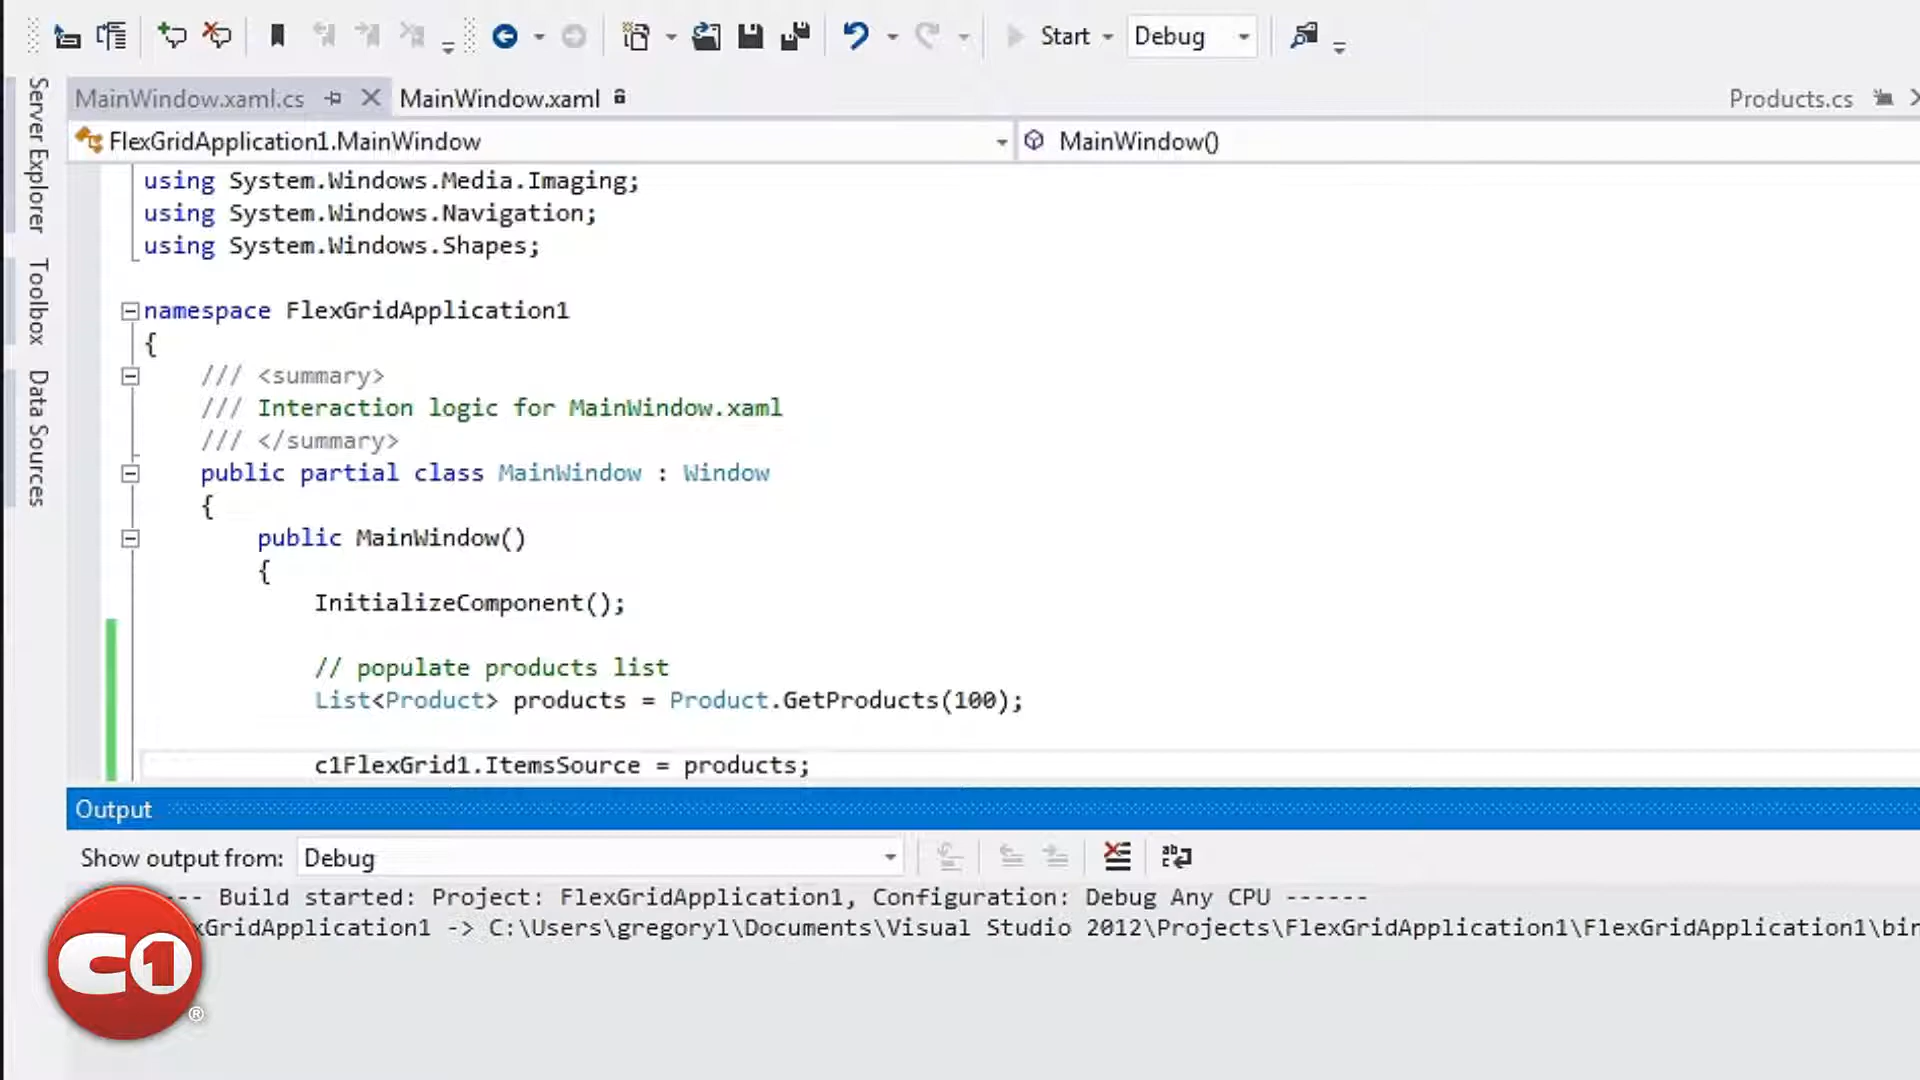 Start Debug
MainWindow.xaml.cs MainWindow.xaml Products.cs
FlexGridApplication1.MainWindow MainWindow()
Server Explorer
Toolbox
Data Sources
using System.Windows.Media.Imaging;
using System.Windows.Navigation;
using System.Windows.Shapes;
namespace FlexGridApplication1
{
/// <summary>
/// Interaction logic for MainWindow.xaml
/// </summary>
public partial class MainWindow : Window
{
public MainWindow()
{
InitializeComponent();
// populate products list
List<Product> products = Product.GetProducts(100);
c1FlexGrid1.ItemsSource = products;
Output
Show output from: Debug
-- Build started: Project: FlexGridApplication1, Configuration: Debug Any CPU ------
xGridApplication1 -> C:\Users\gregoryl\Documents\Visual Studio 2012\Projects\FlexGridApplication1\FlexGridApplication1\bin
C1
®